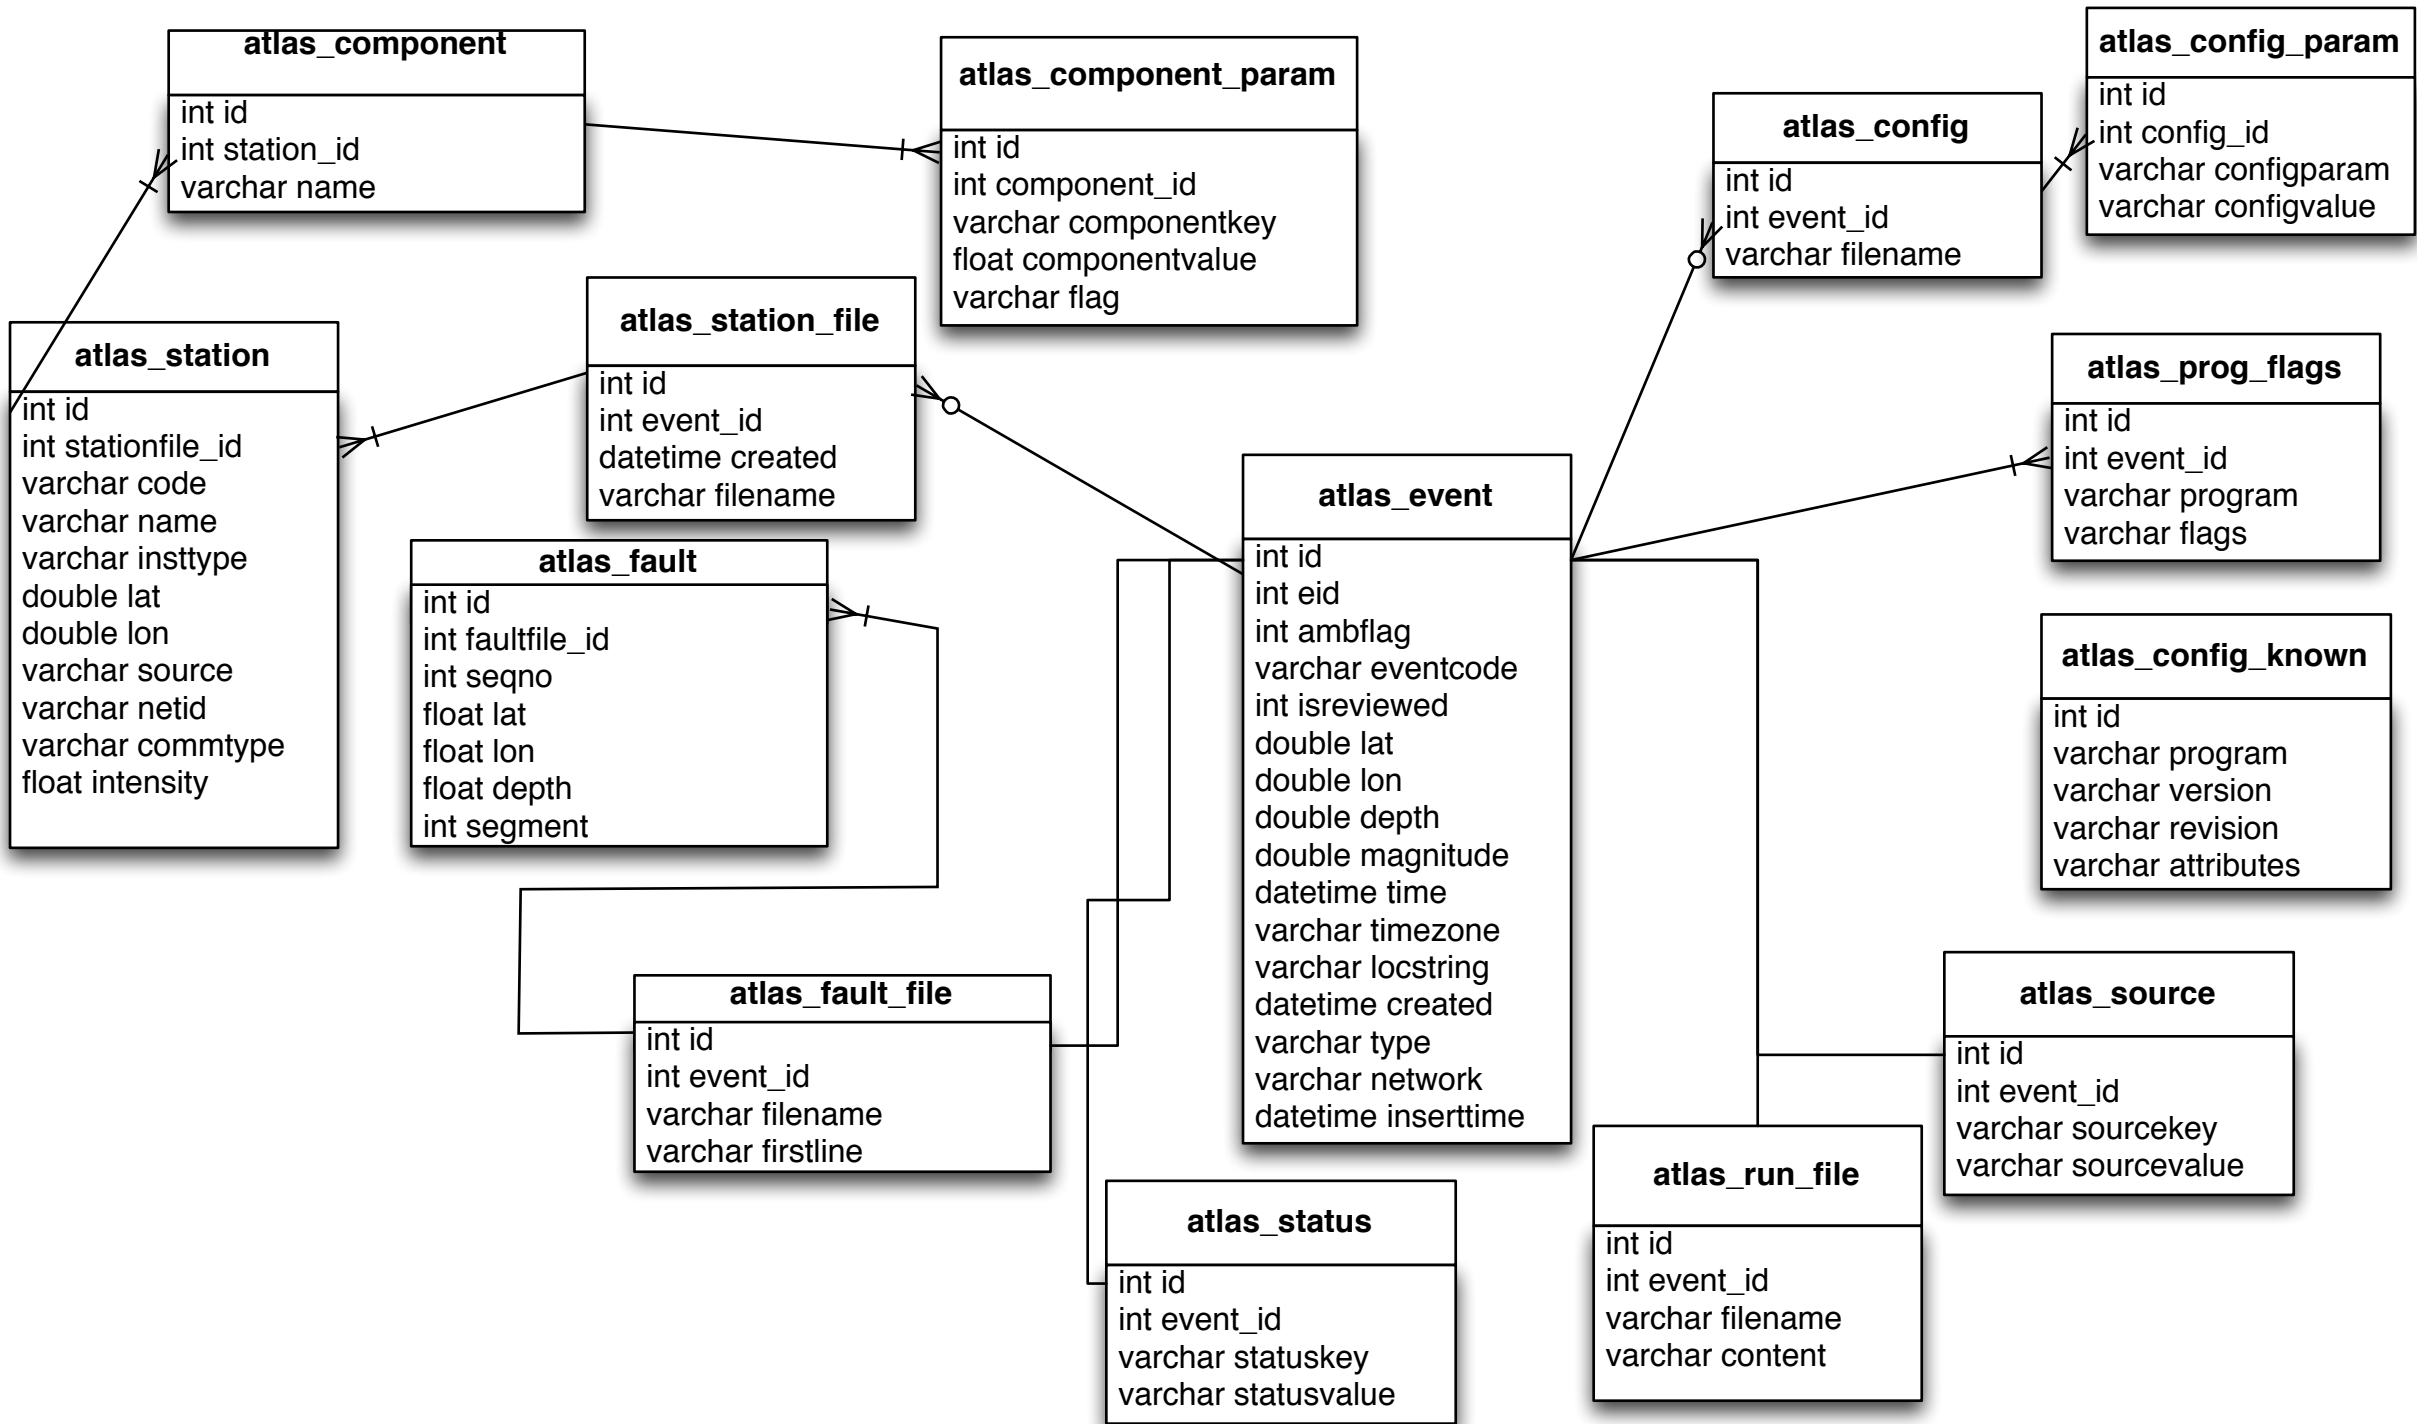 atlas_component
int id
int station_id
varchar name
atlas_component_param
int id
int component_id
varchar componentkey
float componentvalue
varchar flag
atlas_config
int id
int event_id
varchar filename
atlas_config_param
int id
int config_id
varchar configparam
varchar configvalue
atlas_station
int id
int stationfile_id
varchar code
varchar name
varchar insttype
double lat
double lon
varchar source
varchar netid
varchar commtype
float intensity
atlas_station_file
int id
int event_id
datetime created
varchar filename
atlas_prog_flags
int id
int event_id
varchar program
varchar flags
atlas_fault
int id
int faultfile_id
int seqno
float lat
float lon
float depth
int segment
atlas_event
int id
int eid
int ambflag
varchar eventcode
int isreviewed
double lat
double lon
double depth
double magnitude
datetime time
varchar timezone
varchar locstring
datetime created
varchar type
varchar network
datetime inserttime
atlas_config_known
int id
varchar program
varchar version
varchar revision
varchar attributes
atlas_fault_file
int id
int event_id
varchar filename
varchar firstline
atlas_source
int id
int event_id
varchar sourcekey
varchar sourcevalue
atlas_status
int id
int event_id
varchar statuskey
varchar statusvalue
atlas_run_file
int id
int event_id
varchar filename
varchar content